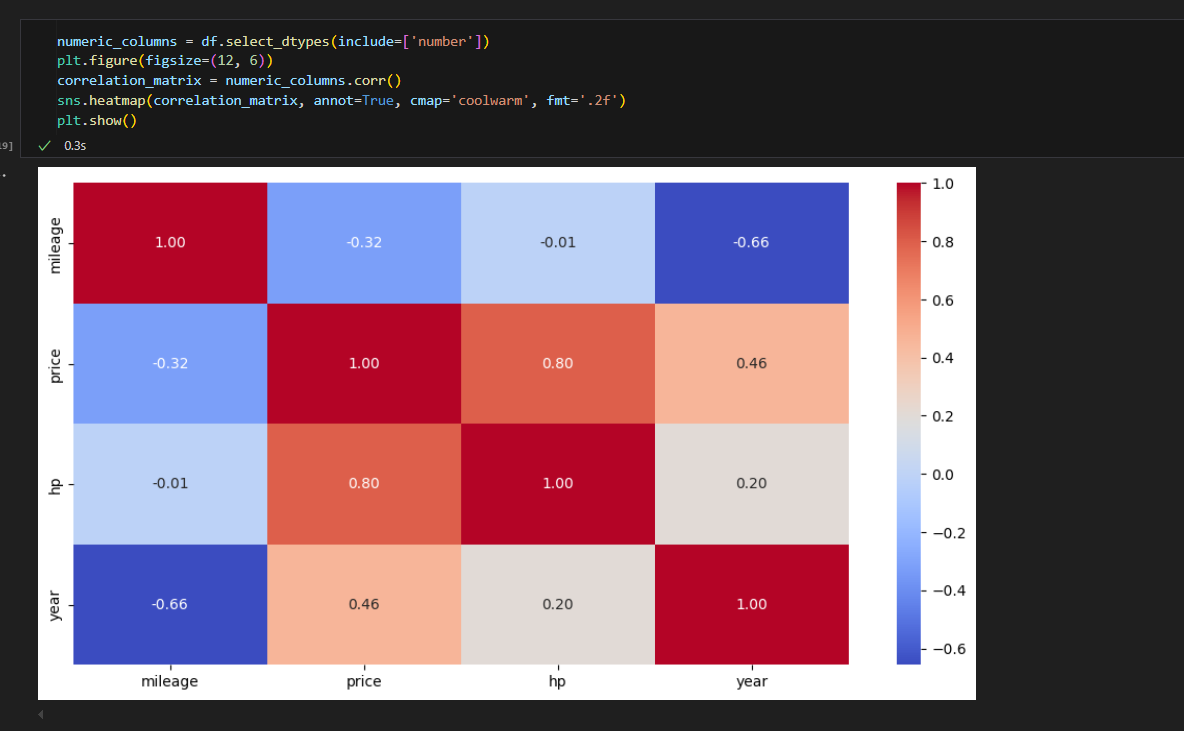 numeric_columns = df.select_dtypes(include=['number'])
plt.figure(figsize=(12, 6))
correlation_matrix = numeric_columns.corr()
sns.heatmap(correlation_matrix, annot=True, cmap='coolwarm', fmt='.2f')
plt.show()
9]
✓ 0.3s
mileage 1.00 -0.32 -0.01 -0.66
price -0.32 1.00 0.80 0.46
hp -0.01 0.80 1.00 0.20
year -0.66 0.46 0.20 1.00
mileage price hp year
1.0
0.8
0.6
0.4
0.2
0.0
−0.2
−0.4
−0.6